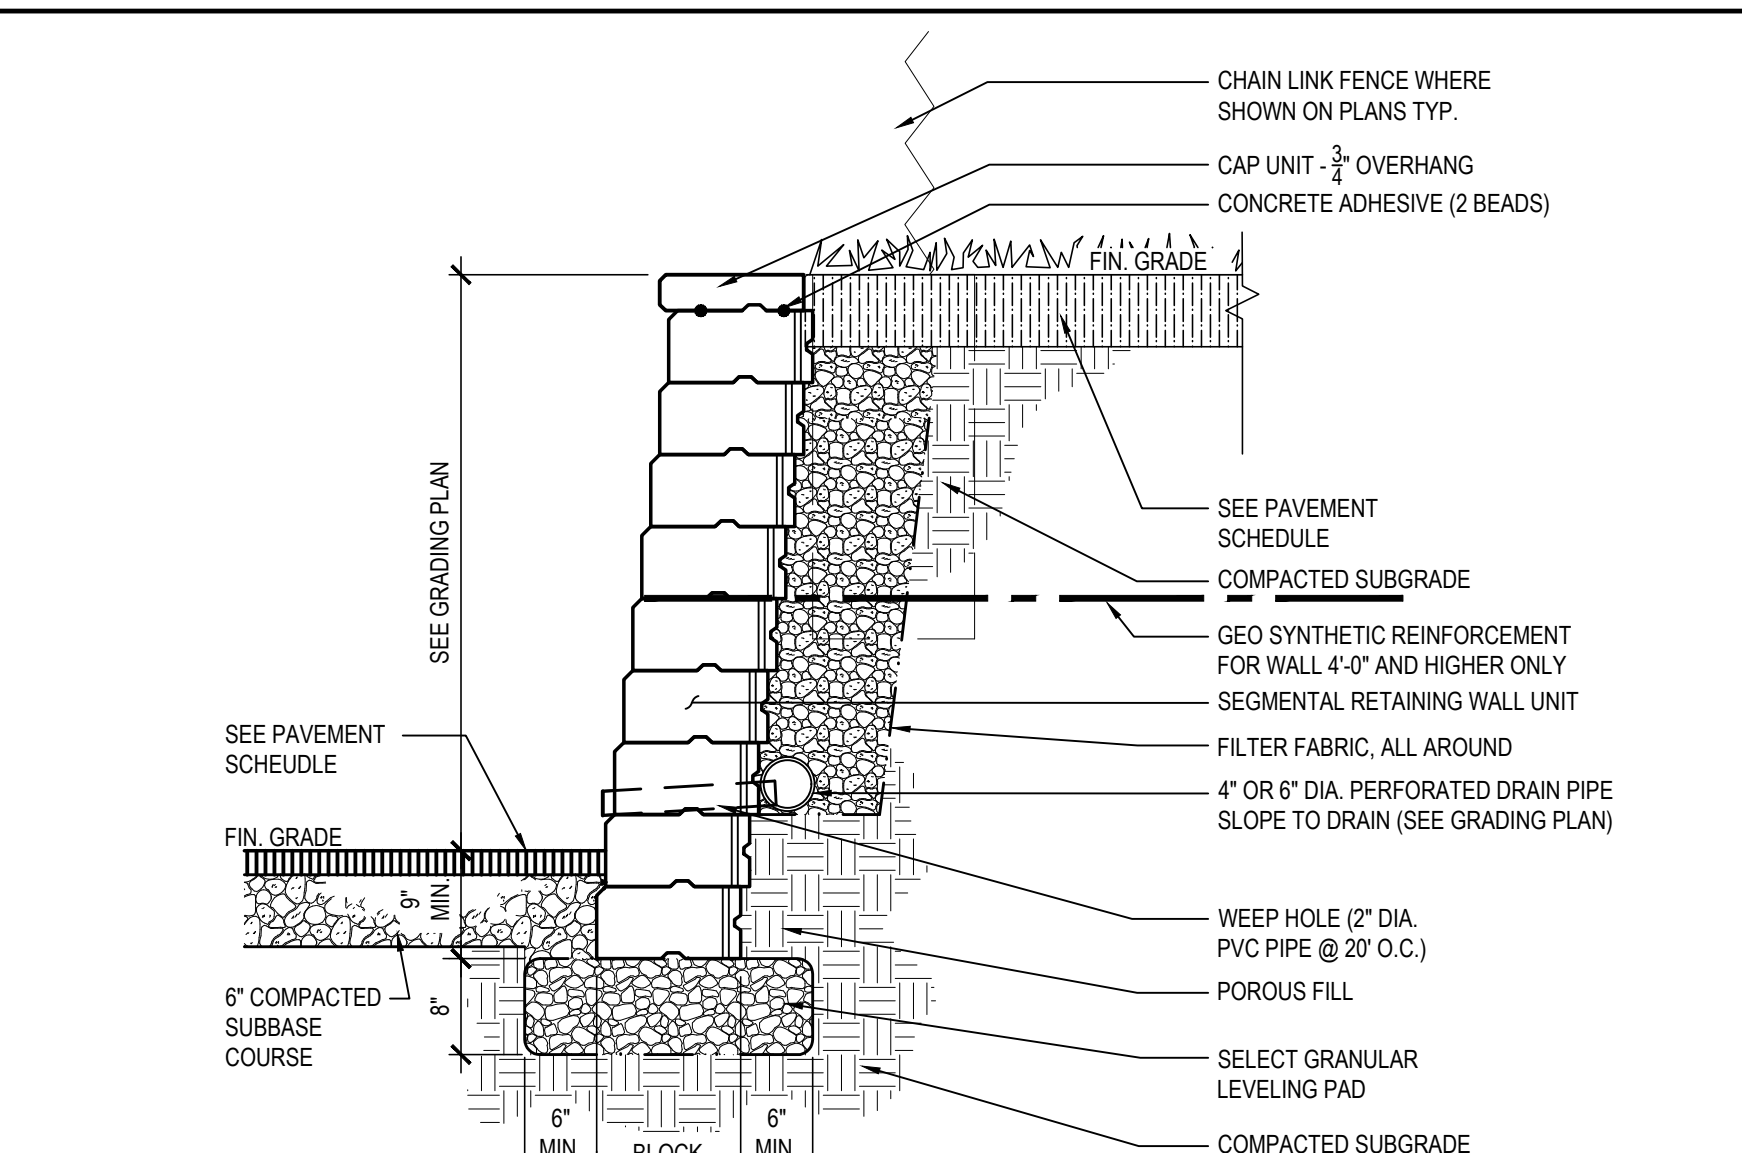 CHAIN LINK FENCE WHERE
SHOWN ON PLANS TYP.
CAP UNIT - 3/4" OVERHANG
CONCRETE ADHESIVE (2 BEADS)
FIN. GRADE
SEE GRADING PLAN
SEE PAVEMENT
SCHEDULE
COMPACTED SUBGRADE
GEO SYNTHETIC REINFORCEMENT
FOR WALL 4'-0" AND HIGHER ONLY
SEGMENTAL RETAINING WALL UNIT
FILTER FABRIC, ALL AROUND
4" OR 6" DIA. PERFORATED DRAIN PIPE
SLOPE TO DRAIN (SEE GRADING PLAN)
SEE PAVEMENT
SCHEUDLE
FIN. GRADE
9"
MIN.
8"
6" COMPACTED
SUBBASE
COURSE
WEEP HOLE (2" DIA.
PVC PIPE @ 20' O.C.)
POROUS FILL
SELECT GRANULAR
LEVELING PAD
COMPACTED SUBGRADE
6"
MIN
BLOCK
6"
MIN